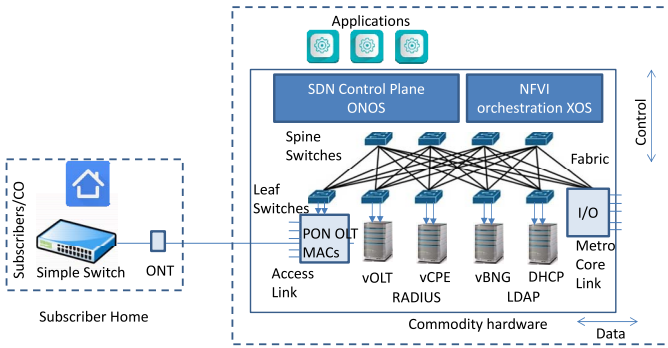 Applications
SDN Control Plane
ONOS
NFVI
orchestration XOS
Control
Spine
Switches
Fabric
Leaf
Switches
I/O
PON OLT
MACs
Metro
Core
Link
Access
Link
vOLT
vCPE
vBNG
DHCP
RADIUS
LDAP
Commodity hardware
Data
Subscribers/CO
Simple Switch
ONT
Subscriber Home